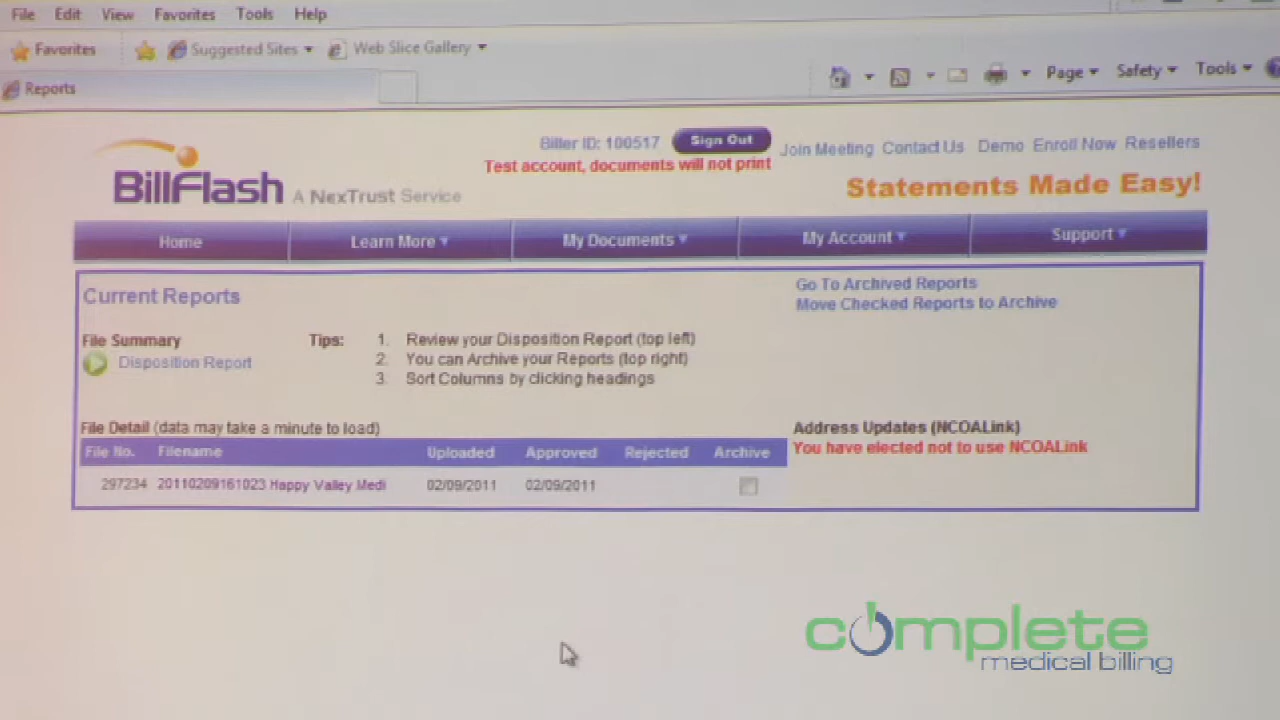 File Edit View Favorites Tools Help
Favorites Suggested Sites Web Slice Gallery
Reports Page Safety Tools
Biller ID: 100517 Sign Out Join Meeting Contact Us Demo Enroll Now Resellers
Test account, documents will not print
BillFlash A NexTrust Service Statements Made Easy!
Home Learn More My Documents My Account Support
Current Reports Go To Archived Reports
Move Checked Reports to Archive
File Summary Tips: 1. Review your Disposition Report (top left)
Disposition Report 2. You can Archive your Reports (top right)
3. Sort Columns by clicking headings
File Detail (data may take a minute to load) Address Updates (NCOALink)
File No. Filename Uploaded Approved Rejected Archive You have elected not to use NCOALink
297234 20110209161023 Happy Valley Medi 02/09/2011 02/09/2011
complete
medical billing